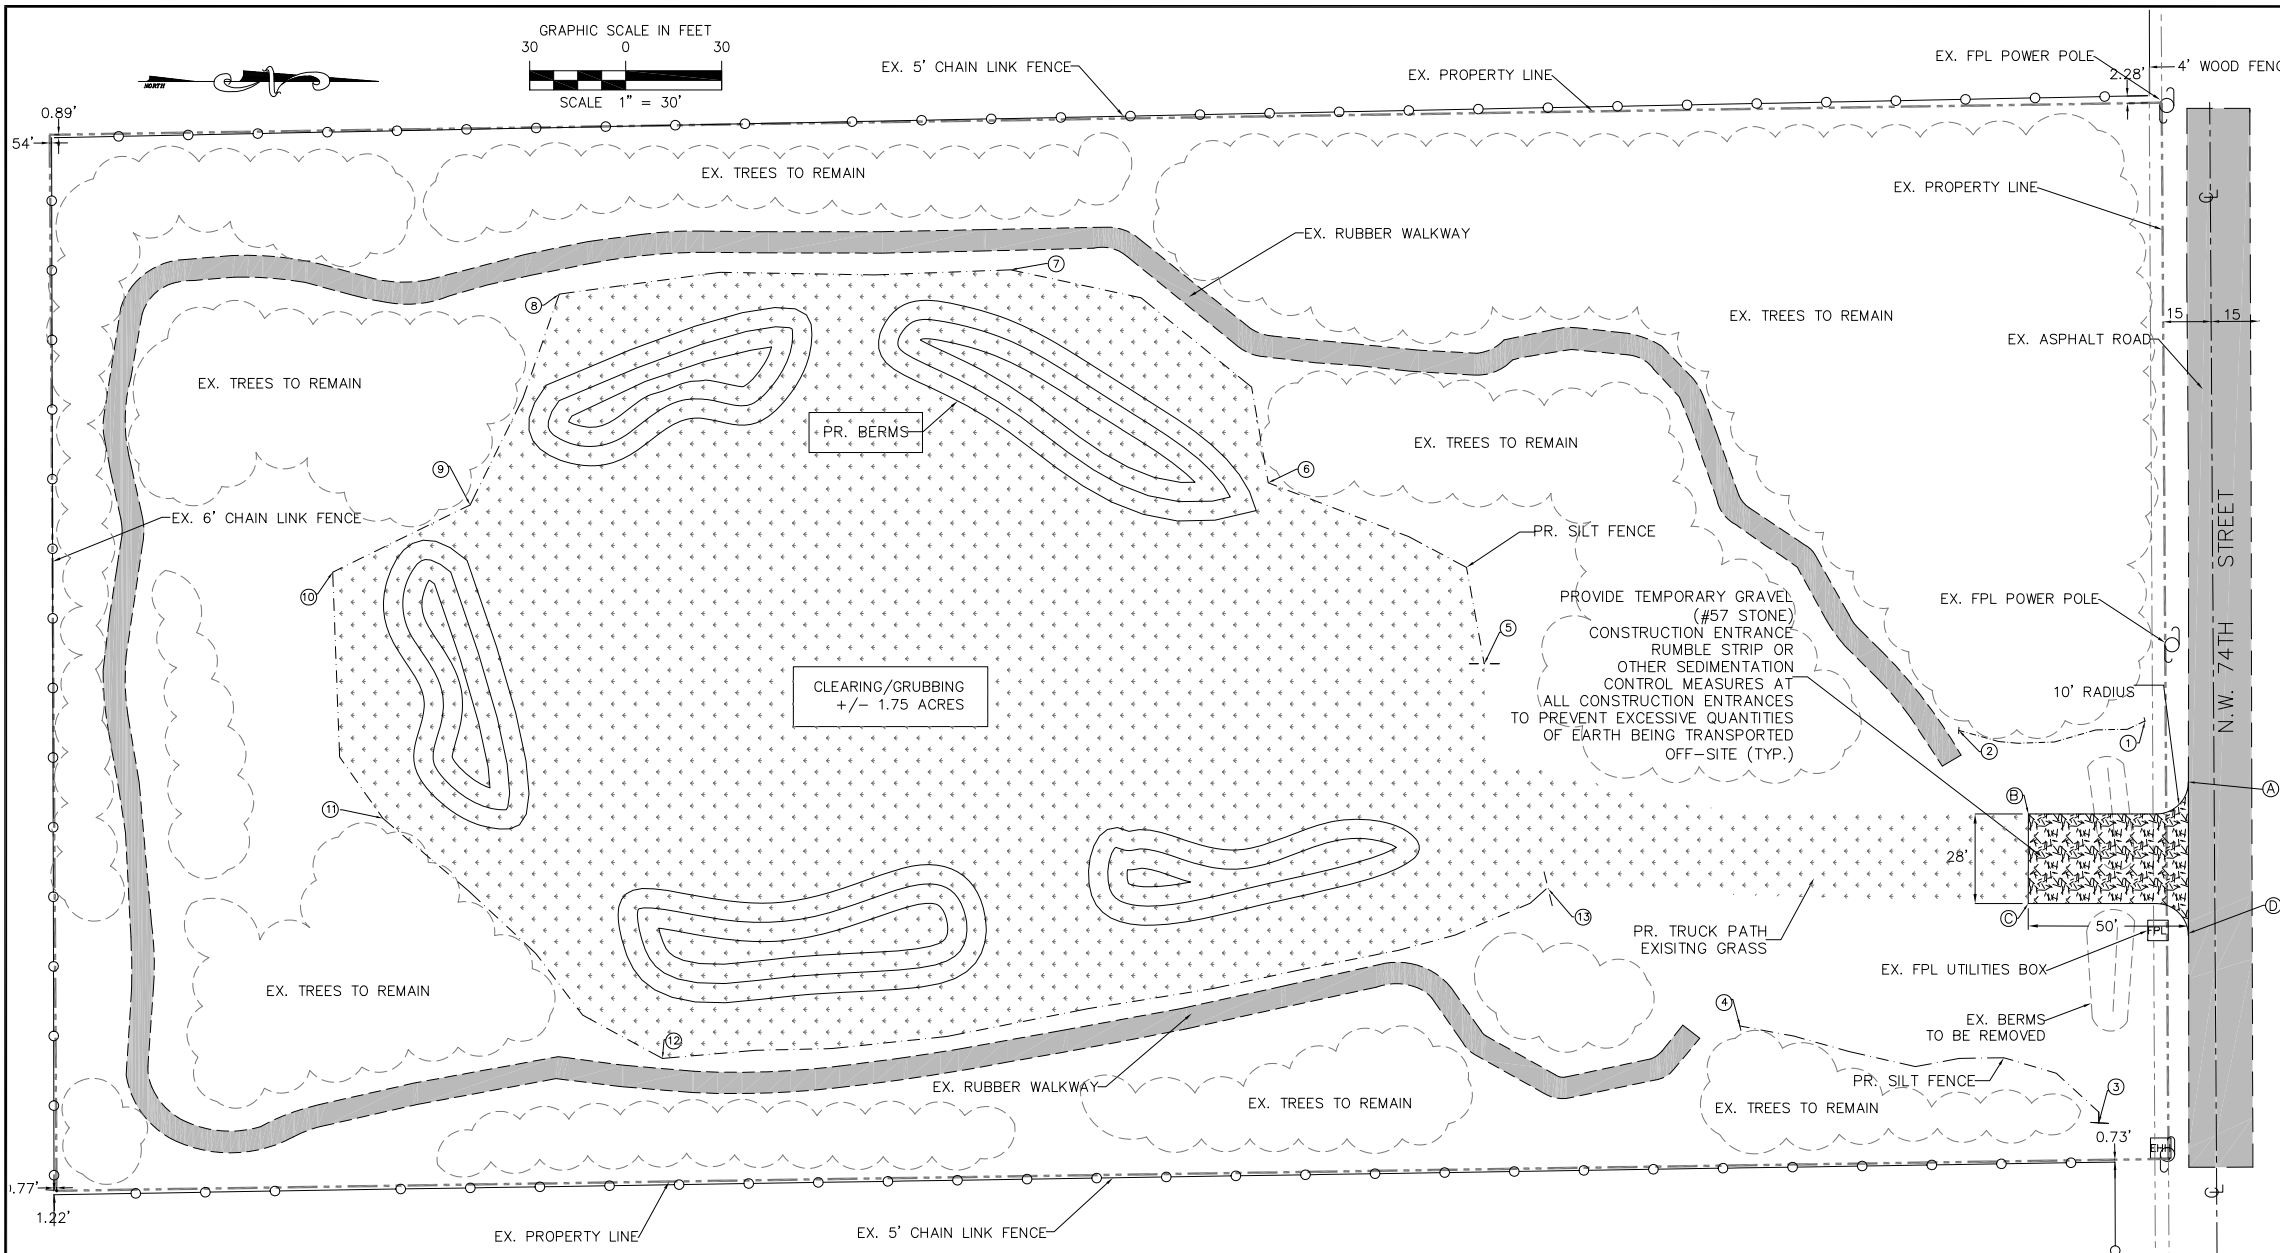 GRAPHIC SCALE IN FEET
30 0 30
SCALE 1" = 30'
NORTH
EX. 5' CHAIN LINK FENCE
EX. PROPERTY LINE
EX. FPL POWER POLE
2.28'
4' WOOD FENC
0.89'
54'
EX. TREES TO REMAIN
EX. PROPERTY LINE
EX. RUBBER WALKWAY
7
8
EX. TREES TO REMAIN
15 15
EX. ASPHALT ROAD
EX. TREES TO REMAIN
PR. BERMS
EX. TREES TO REMAIN
9
6
EX. 6' CHAIN LINK FENCE
PR. SILT FENCE
N.W. 74TH STREET
10
PROVIDE TEMPORARY GRAVEL
(#57 STONE)
CONSTRUCTION ENTRANCE
RUMBLE STRIP OR
OTHER SEDIMENTATION
CONTROL MEASURES AT
ALL CONSTRUCTION ENTRANCES
TO PREVENT EXCESSIVE QUANTITIES
OF EARTH BEING TRANSPORTED
OFF-SITE (TYP.)
EX. FPL POWER POLE
5
CLEARING/GRUBBING
+/- 1.75 ACRES
10' RADIUS
1
2
A
B
11
28'
C
D
13
50'
FPL
PR. TRUCK PATH
EXISITNG GRASS
EX. FPL UTILITIES BOX
EX. TREES TO REMAIN
4
EX. BERMS
TO BE REMOVED
12
EX. RUBBER WALKWAY
PR. SILT FENCE
3
EX. TREES TO REMAIN
EX. TREES TO REMAIN
0.73'
EHH
.77'
1.22'
EX. PROPERTY LINE
EX. 5' CHAIN LINK FENCE